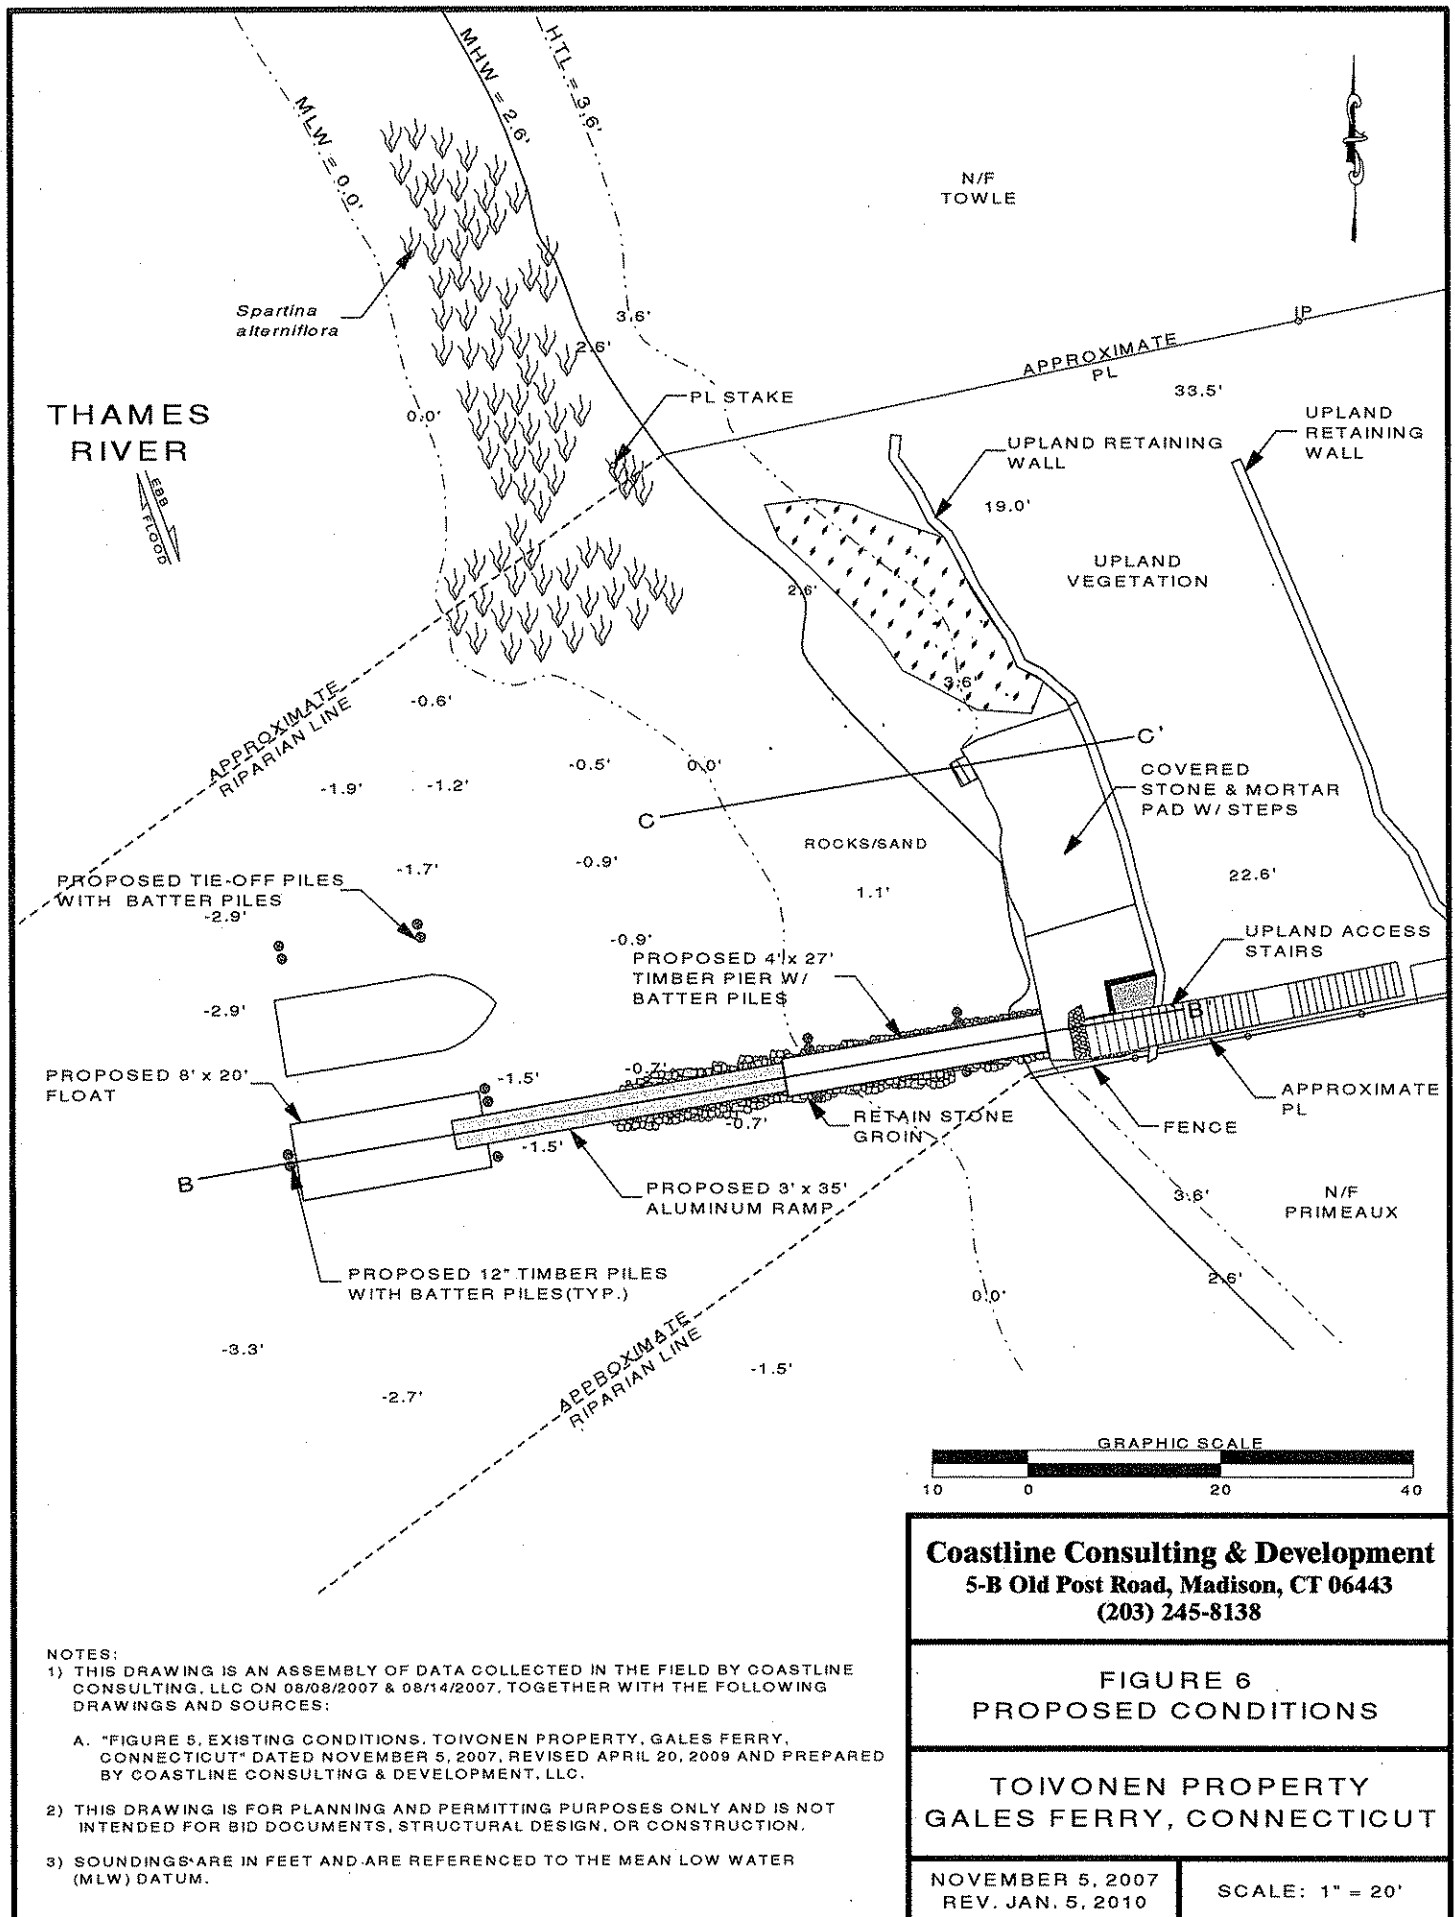 MLW = 0.0'
MHW = 2.6'
HTL = 3.6'
N/F
TOWLE
Spartina
alterniflora
3.6'
2.6'
IP
APPROXIMATE
PL
33.5'
THAMES
RIVER
EBB
FLOOD
0.0'
PL STAKE
UPLAND RETAINING
WALL
UPLAND
RETAINING
WALL
19.0'
UPLAND
VEGETATION
2.6'
3.6'
APPROXIMATE
RIPARIAN LINE
-0.6'
-1.9'
-1.2'
-0.5'
0.0'
C'
C
COVERED
STONE & MORTAR
PAD W/ STEPS
ROCKS/SAND
-1.7'
-0.9'
1.1'
22.6'
PROPOSED TIE-OFF PILES
WITH BATTER PILES
-2.9'
-0.9'
UPLAND ACCESS
STAIRS
PROPOSED 4' x 27'
TIMBER PIER W/
BATTER PILES
-2.9'
B'
PROPOSED 8' x 20'
FLOAT
-1.5'
-0.7'
APPROXIMATE
PL
-0.7'
RETAIN STONE
GROIN
FENCE
-1.5'
B
PROPOSED 3' x 35'
ALUMINUM RAMP
3.6'
N/F
PRIMEAUX
PROPOSED 12" TIMBER PILES
WITH BATTER PILES(TYP.)
2.6'
0.0'
-3.3'
APPROXIMATE
RIPARIAN LINE
-1.5'
-2.7'
GRAPHIC SCALE
10 0 20 40
Coastline Consulting & Development
5-B Old Post Road, Madison, CT 06443
(203) 245-8138
FIGURE 6
PROPOSED CONDITIONS
TOIVONEN PROPERTY
GALES FERRY, CONNECTICUT
NOVEMBER 5, 2007
REV. JAN. 5, 2010
SCALE: 1" = 20'
NOTES:
1) THIS DRAWING IS AN ASSEMBLY OF DATA COLLECTED IN THE FIELD BY COASTLINE
CONSULTING, LLC ON 08/08/2007 & 08/14/2007, TOGETHER WITH THE FOLLOWING
DRAWINGS AND SOURCES:
A. "FIGURE 5, EXISTING CONDITIONS, TOIVONEN PROPERTY, GALES FERRY,
CONNECTICUT" DATED NOVEMBER 5, 2007, REVISED APRIL 20, 2009 AND PREPARED
BY COASTLINE CONSULTING & DEVELOPMENT, LLC.
2) THIS DRAWING IS FOR PLANNING AND PERMITTING PURPOSES ONLY AND IS NOT
INTENDED FOR BID DOCUMENTS, STRUCTURAL DESIGN, OR CONSTRUCTION.
3) SOUNDINGS ARE IN FEET AND ARE REFERENCED TO THE MEAN LOW WATER
(MLW) DATUM.